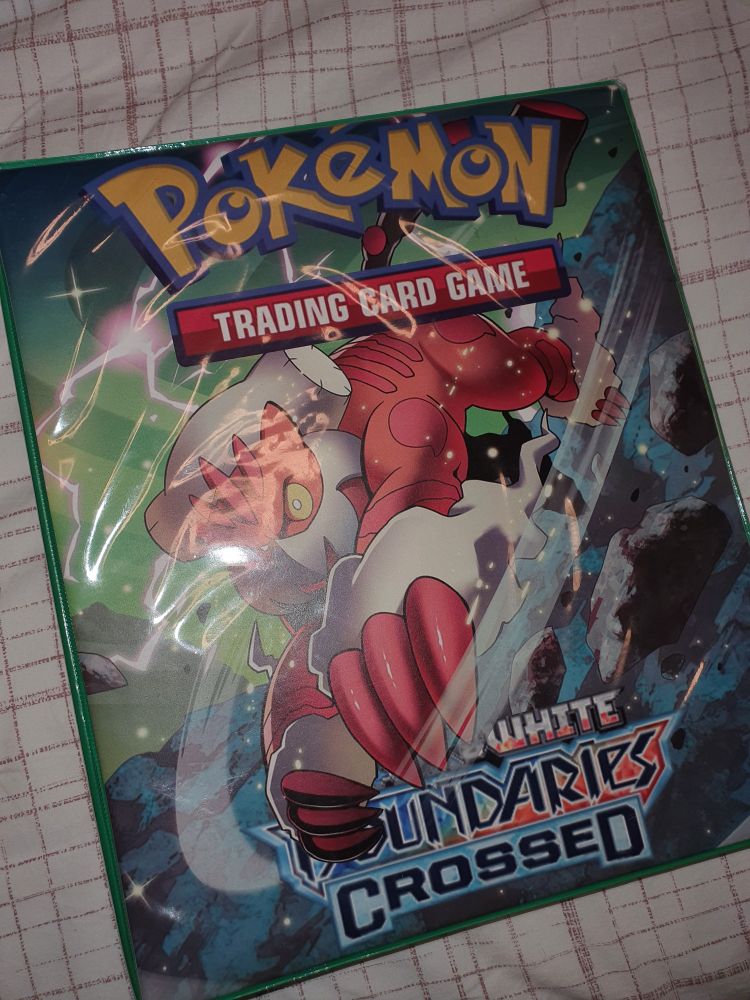 POKéMON
TRADING CARD GAME
WHITE
BOUNDARIES
CROSSED